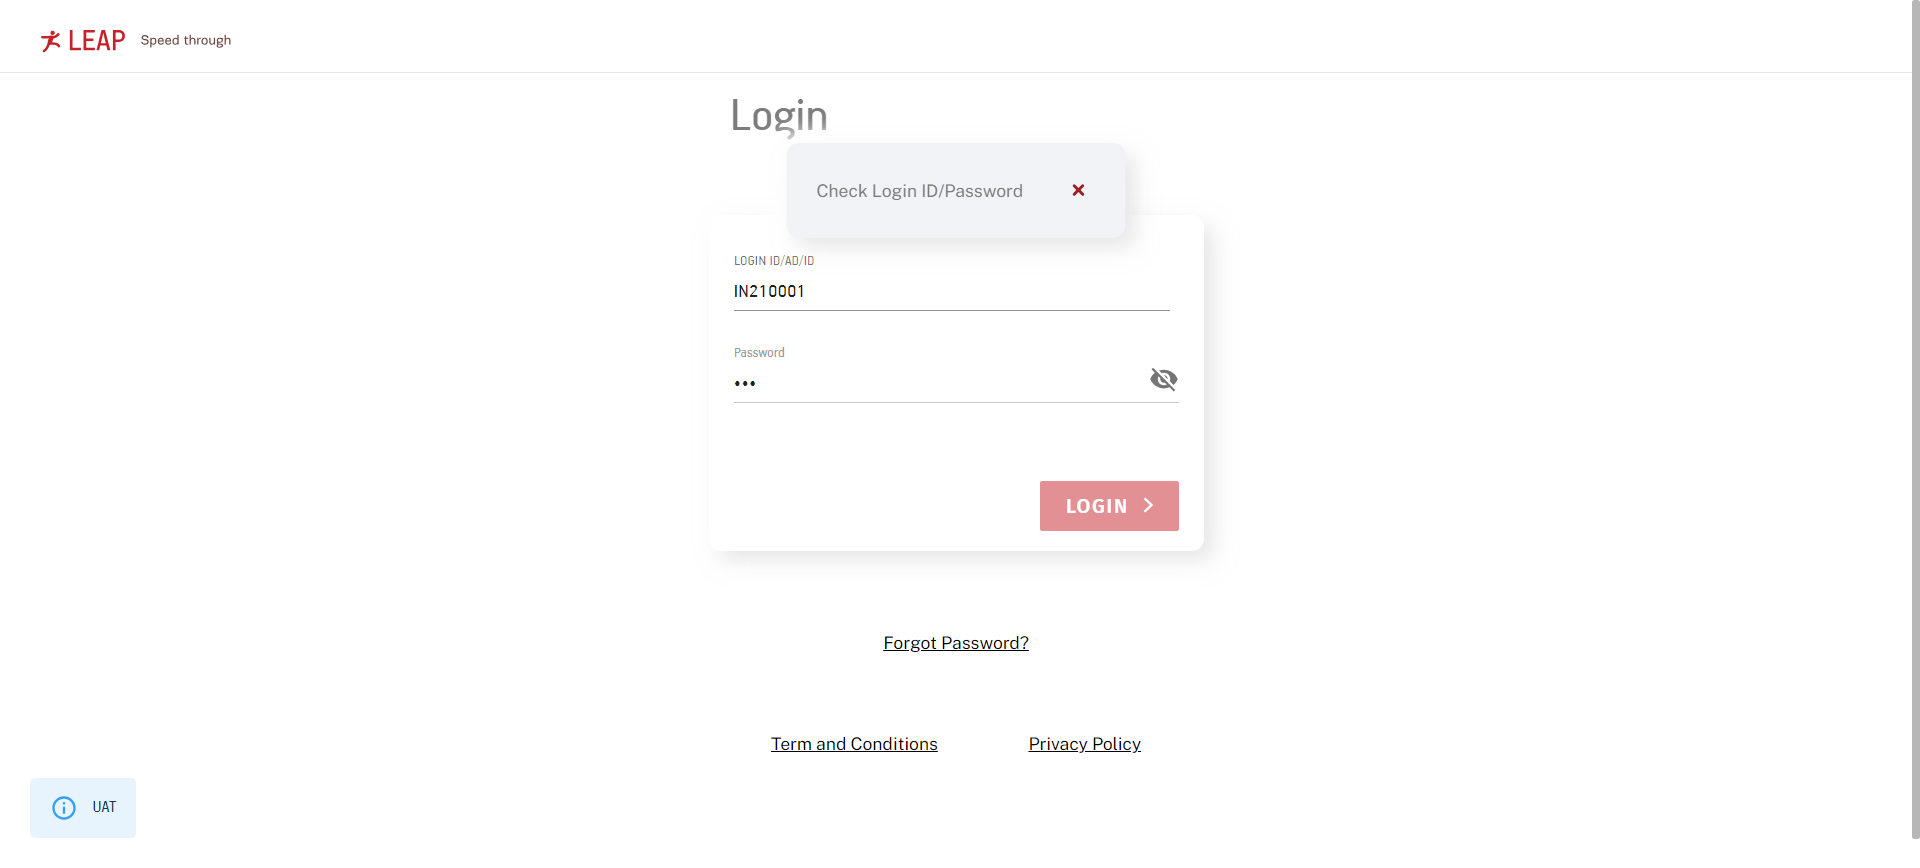 LEAP Speed through
Login
Check Login ID/Password
LOGIN ID/AD/ID
IN210001
Password
•••
LOGIN
Forgot Password?
Term and Conditions Privacy Policy
UAT